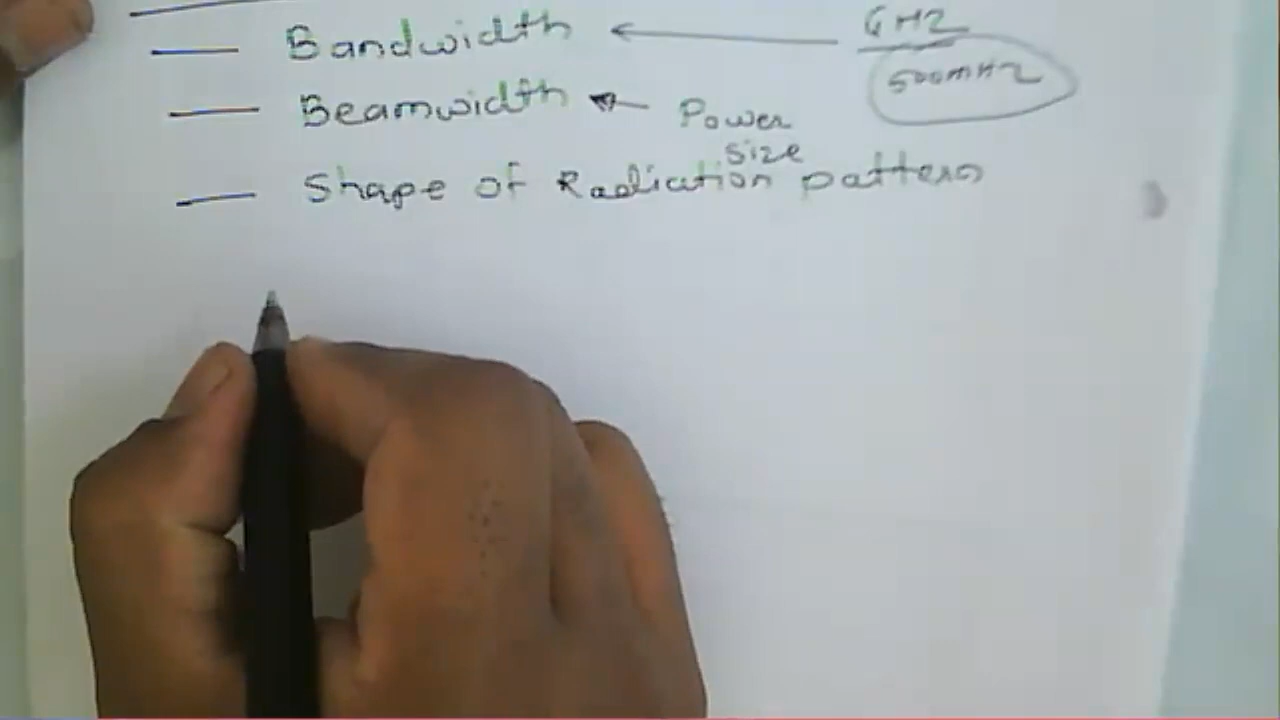 Bandwidth GHZ
500MHZ
Beamwidth Power
Size
Shape of Radiation pattern